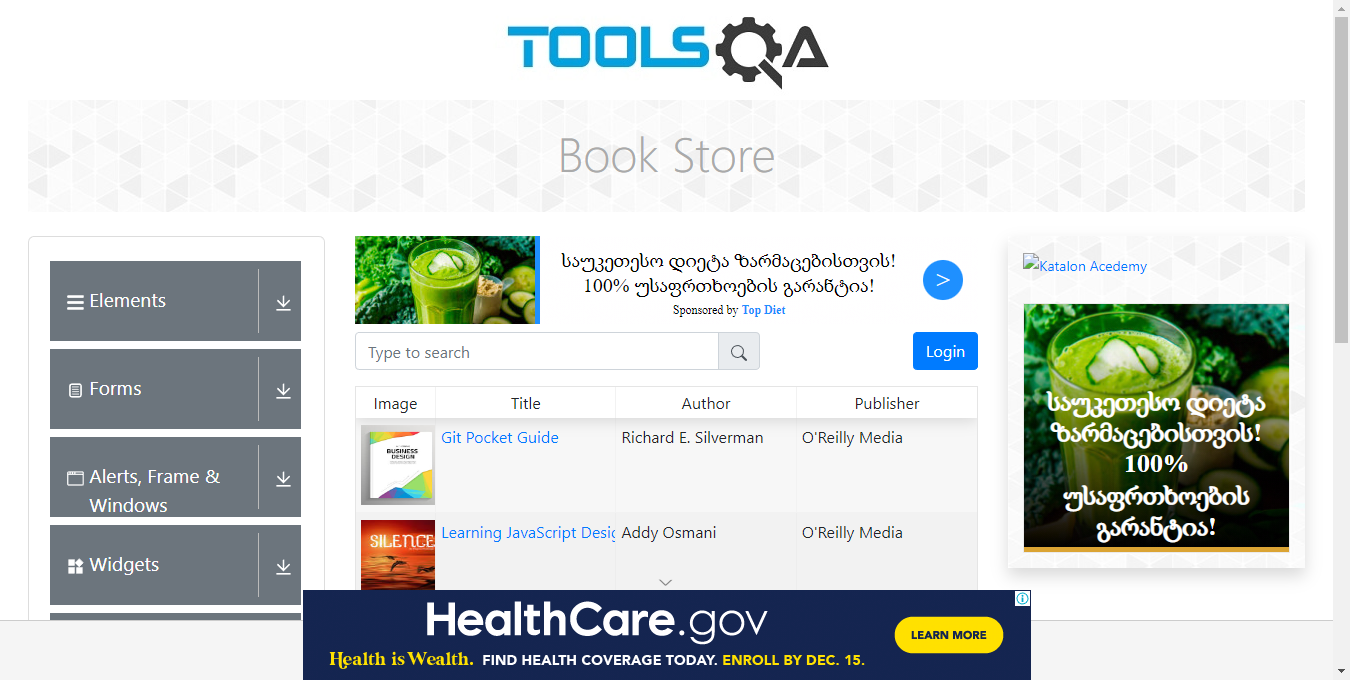 TOOLSQA
Book Store
Elements
Forms
Alerts, Frame &
Windows
Widgets
საუკეთესო დიეტა ზარმაცებისთვის!
100% უსაფრთხოების გარანტია!
Sponsored by Top Diet
>
Type to search
Login
Image Title Author Publisher
BUSINESS
DESIGN
Git Pocket Guide Richard E. Silverman O'Reilly Media
SILENCE
Learning JavaScript Desig Addy Osmani O'Reilly Media
Katalon Acedemy
საუკეთესო დიეტა
ზარმაცებისთვის!
100%
უსაფრთხოების
გარანტია!
HealthCare.gov
Health is Wealth. FIND HEALTH COVERAGE TODAY. ENROLL BY DEC. 15.
LEARN MORE